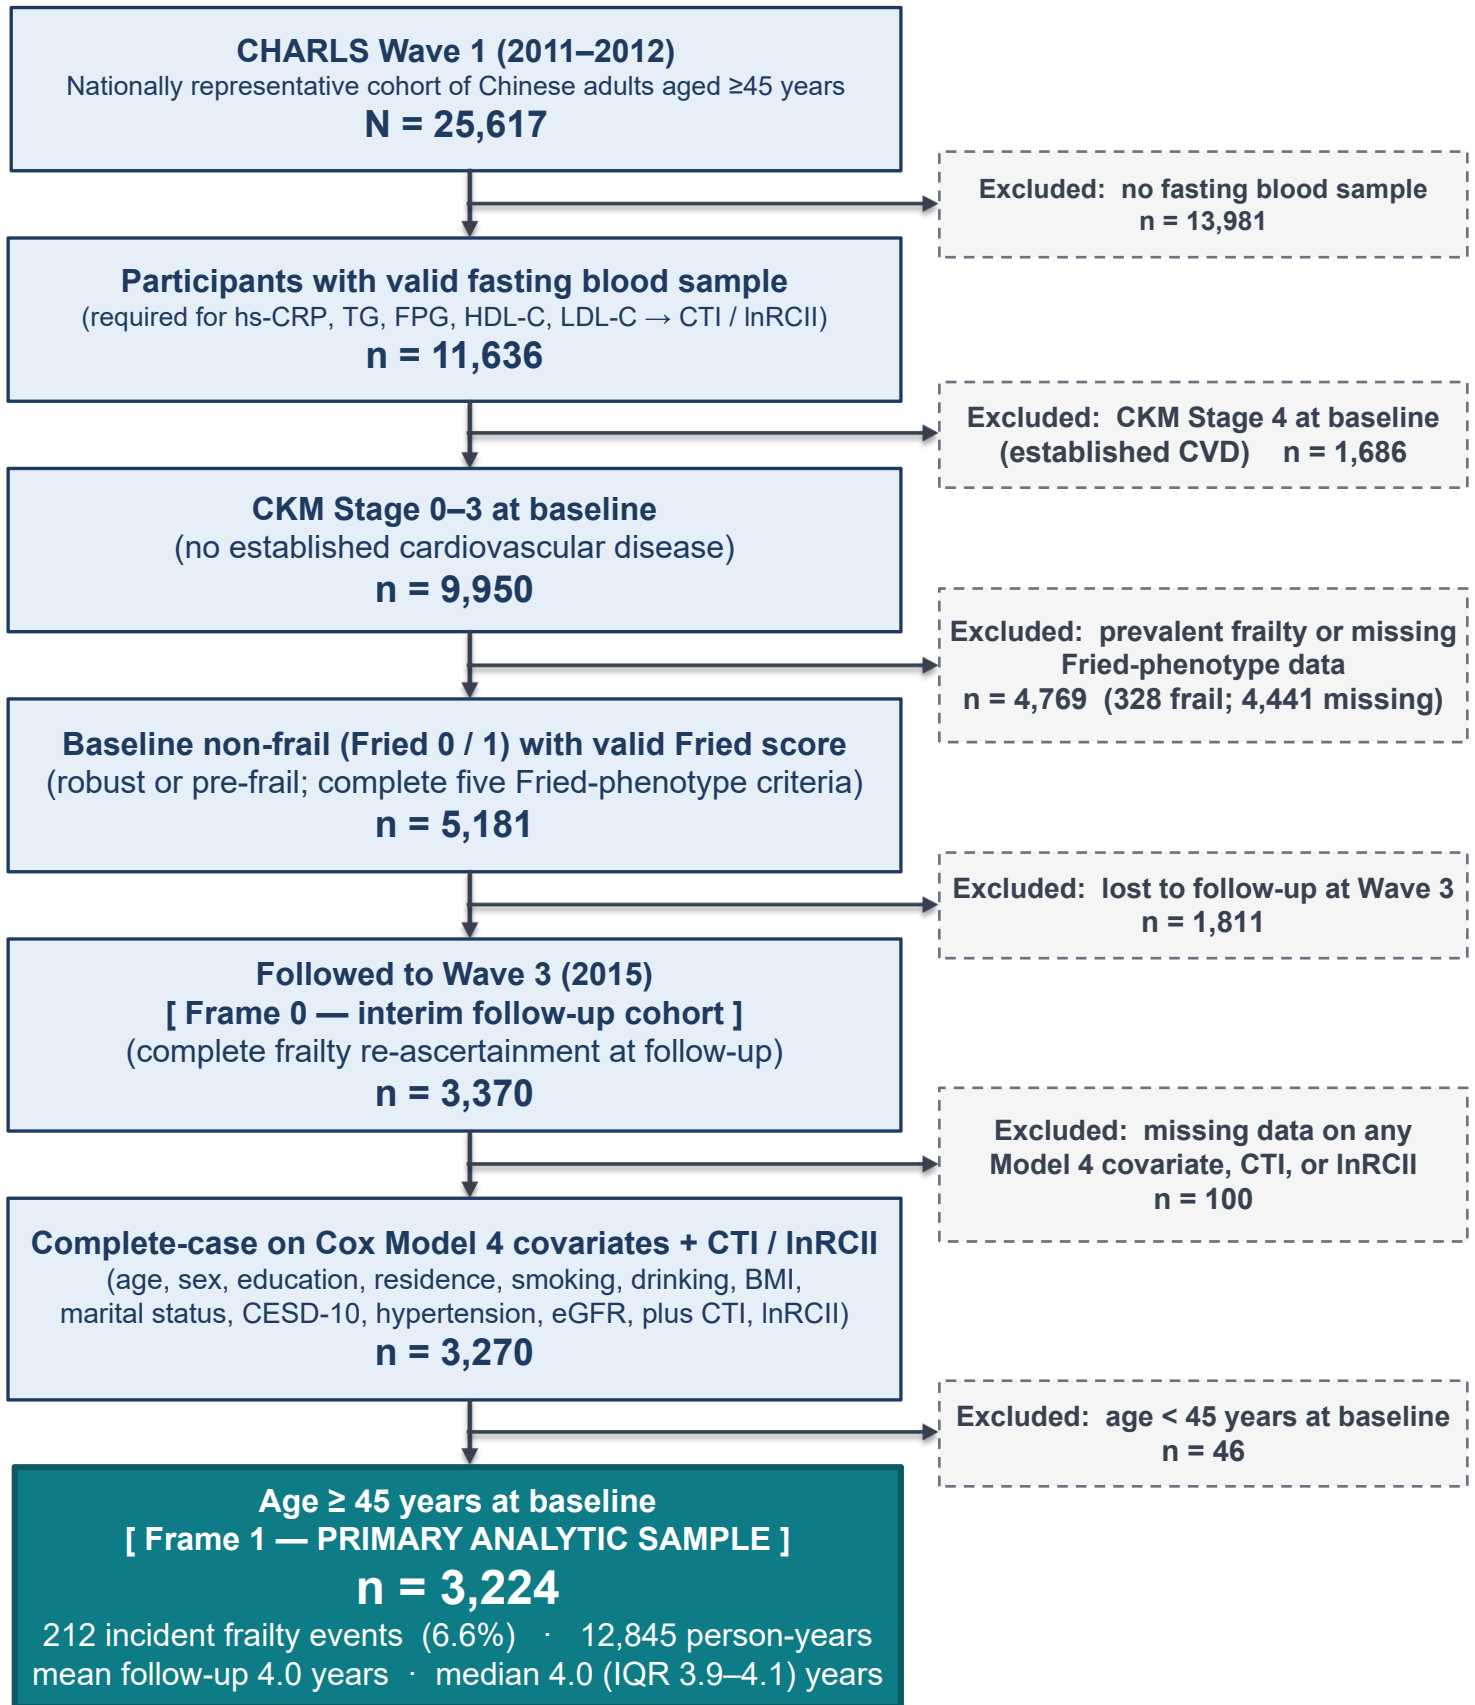 CHARLS Wave 1 (2011–2012)
Nationally representative cohort of Chinese adults aged ≥45 years
N = 25,617
Excluded: no fasting blood sample
n = 13,981
Participants with valid fasting blood sample
(required for hs-CRP, TG, FPG, HDL-C, LDL-C → CTI / lnRCII)
n = 11,636
Excluded: CKM Stage 4 at baseline
(established CVD) n = 1,686
CKM Stage 0–3 at baseline
(no established cardiovascular disease)
n = 9,950
Excluded: prevalent frailty or missing
Fried-phenotype data
n = 4,769 (328 frail; 4,441 missing)
Baseline non-frail (Fried 0 / 1) with valid Fried score
(robust or pre-frail; complete five Fried-phenotype criteria)
n = 5,181
Excluded: lost to follow-up at Wave 3
n = 1,811
Followed to Wave 3 (2015)
[ Frame 0 — interim follow-up cohort ]
(complete frailty re-ascertainment at follow-up)
n = 3,370
Excluded: missing data on any
Model 4 covariate, CTI, or lnRCII
n = 100
Complete-case on Cox Model 4 covariates + CTI / lnRCII
(age, sex, education, residence, smoking, drinking, BMI,
marital status, CESD-10, hypertension, eGFR, plus CTI, lnRCII)
n = 3,270
Excluded: age < 45 years at baseline
n = 46
Age ≥ 45 years at baseline
[ Frame 1 — PRIMARY ANALYTIC SAMPLE ]
n = 3,224
212 incident frailty events (6.6%) · 12,845 person-years
mean follow-up 4.0 years · median 4.0 (IQR 3.9–4.1) years